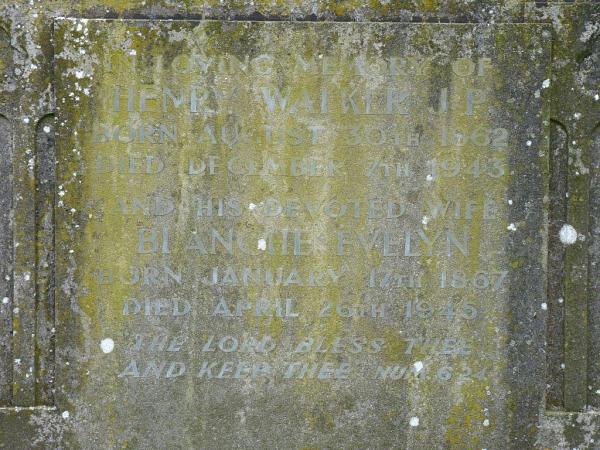 IN LOVING MEMORY OF
HENRY WALKER J.P.
BORN AUGUST 30TH 1862
DIED DECEMBER 7TH 1943
AND HIS DEVOTED WIFE
BLANCHE EVELYN
BORN JANUARY 17TH 1867
DIED APRIL 26TH 1945
"THE LORD BLESS THEE
AND KEEP THEE" NUM. 6.24